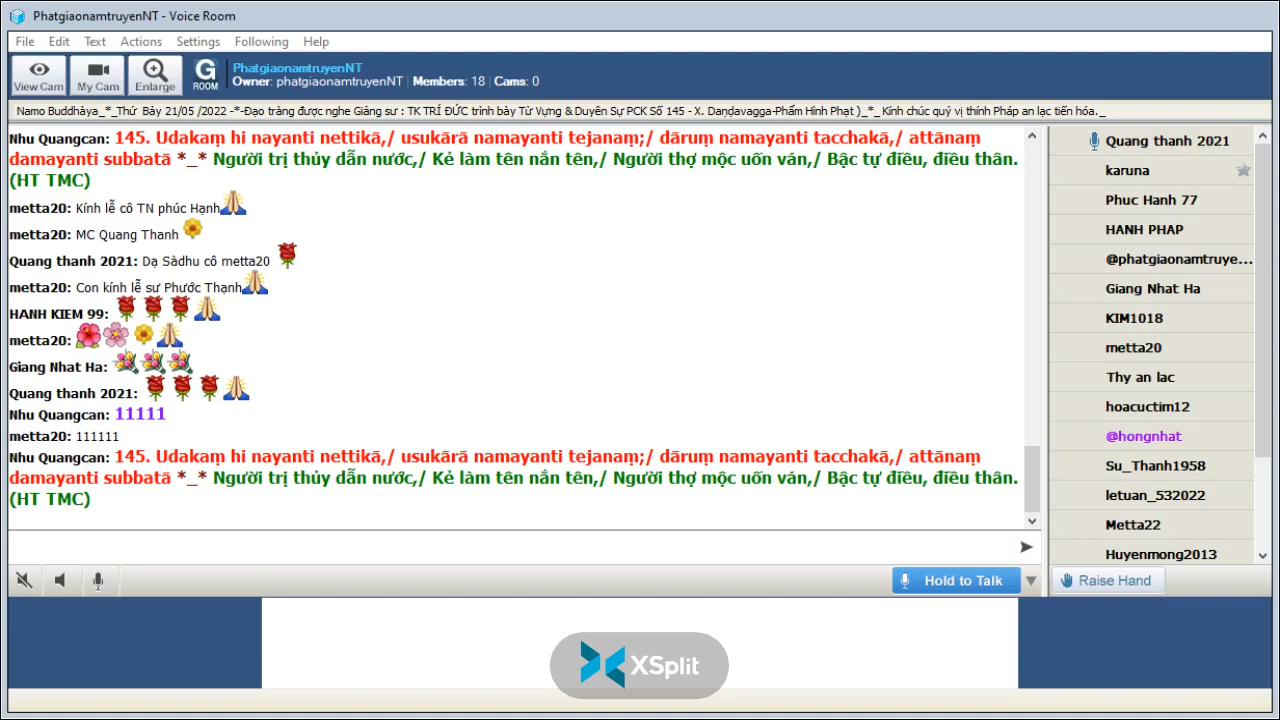 PhatgiaonamtruyenNT - Voice Room
File Edit Text Actions Settings Following Help
View Cam My Cam Enlarge G ROOM
PhatgiaonamtruyenNT
Owner: phatgiaonamtruyenNT | Members: 18 | Cams: 0
Namo Buddhàya_*_Thứ Bảy 21/05 /2022 -*-Đạo tràng được nghe Giảng sư : TK TRÍ ĐỨC trình bày Từ Vựng & Duyên Sự PCK Số 145 - X. Daṇḍavagga-Phẩm Hình Phạt )_*_Kính chúc quý vị thính Pháp an lạc tiến hóa._
Nhu Quangcan: 145. Udakaṃ hi nayanti nettikā,/ usukārā namayanti tejanaṃ;/ dāruṃ namayanti tacchakā,/ attānaṃ
damayanti subbatā *_* Người trị thủy dẫn nước,/ Kẻ làm tên nắn tên,/ Người thợ mộc uốn ván,/ Bậc tự điều, điều thân.
(HT TMC)
metta20: Kính lễ cô TN phúc Hạnh
metta20: MC Quang Thanh
Quang thanh 2021: Dạ Sàdhu cô metta20
metta20: Con kính lễ sư Phước Thạnh
HANH KIEM 99:
metta20:
Giang Nhat Ha:
Quang thanh 2021:
Nhu Quangcan: 11111
metta20: 111111
Nhu Quangcan: 145. Udakaṃ hi nayanti nettikā,/ usukārā namayanti tejanaṃ;/ dāruṃ namayanti tacchakā,/ attānaṃ
damayanti subbatā *_* Người trị thủy dẫn nước,/ Kẻ làm tên nắn tên,/ Người thợ mộc uốn ván,/ Bậc tự điều, điều thân.
(HT TMC)
Quang thanh 2021
karuna
Phuc Hanh 77
HANH PHAP
@phatgiaonamtruye...
Giang Nhat Ha
KIM1018
metta20
Thy an lac
hoacuctim12
@hongnhat
Su_Thanh1958
letuan_532022
Metta22
Huyenmong2013
Hold to Talk
Raise Hand
XSplit